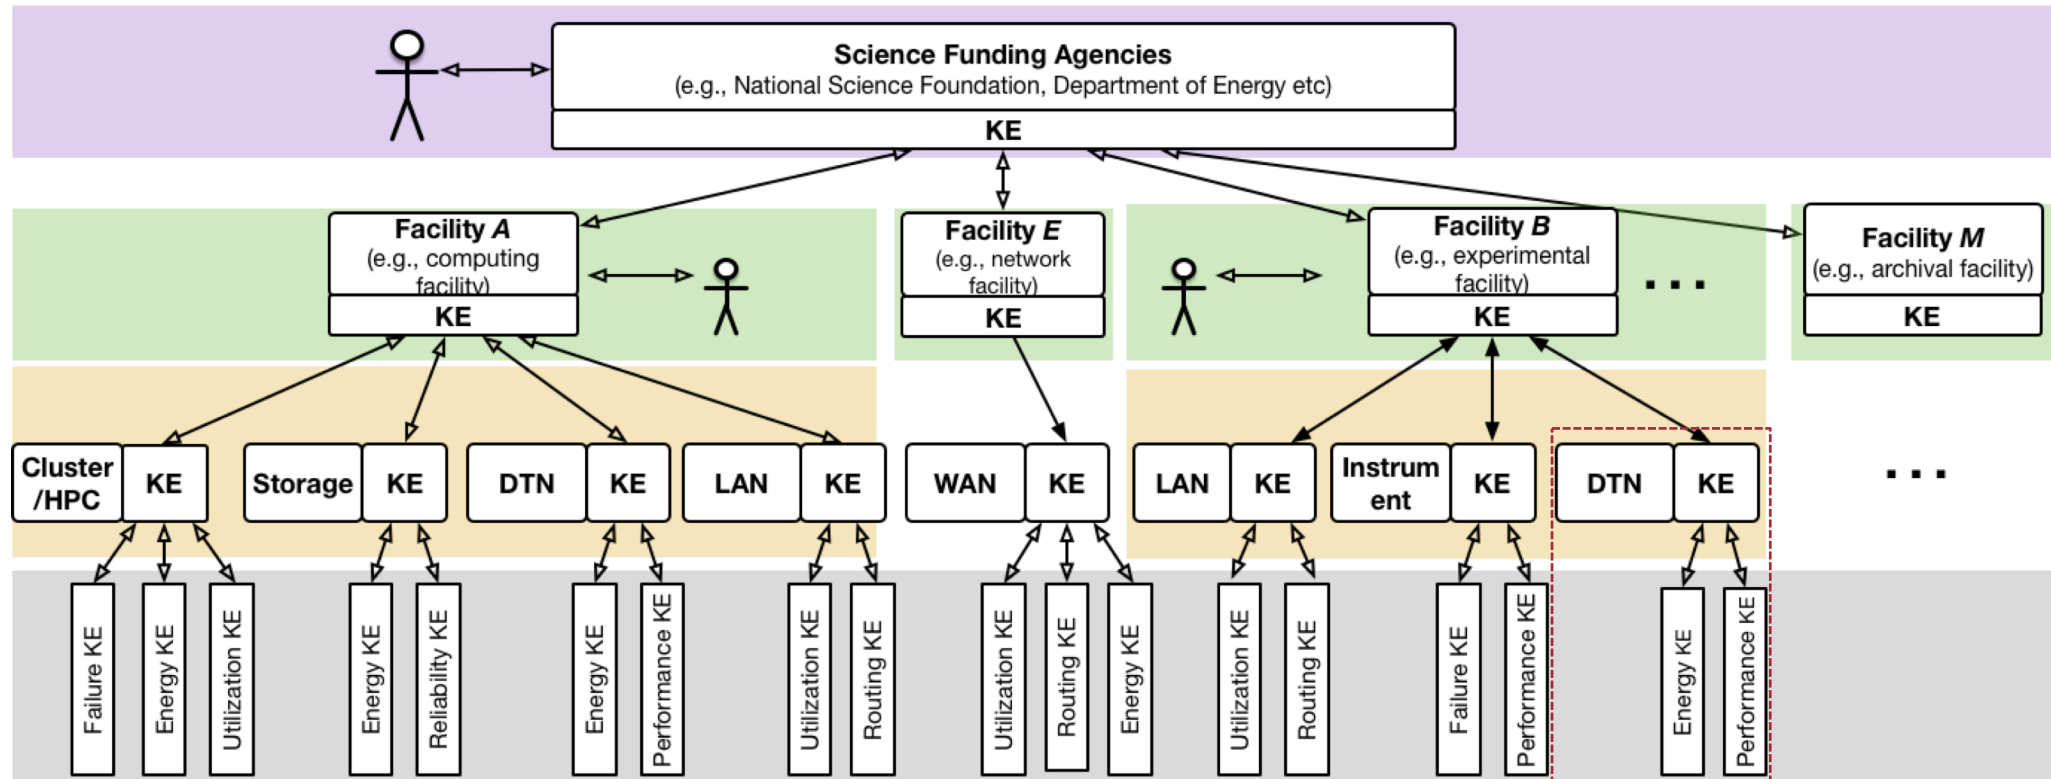 Science Funding Agencies
(e.g., National Science Foundation, Department of Energy etc)
KE
Facility A
(e.g., computing
facility)
KE
Facility E
(e.g., network
facility)
KE
Facility B
(e.g., experimental
facility)
KE
...
Facility M
(e.g., archival facility)
KE
Cluster
/HPC
KE
Storage
KE
DTN
KE
LAN
KE
WAN
KE
LAN
KE
Instrum
ent
KE
DTN
KE
...
Failure KE
Energy KE
Utilization KE
Energy KE
Reliability KE
Energy KE
Performance KE
Utilization KE
Routing KE
Utilization KE
Routing KE
Energy KE
Utilization KE
Routing KE
Failure KE
Performance KE
Energy KE
Performance KE